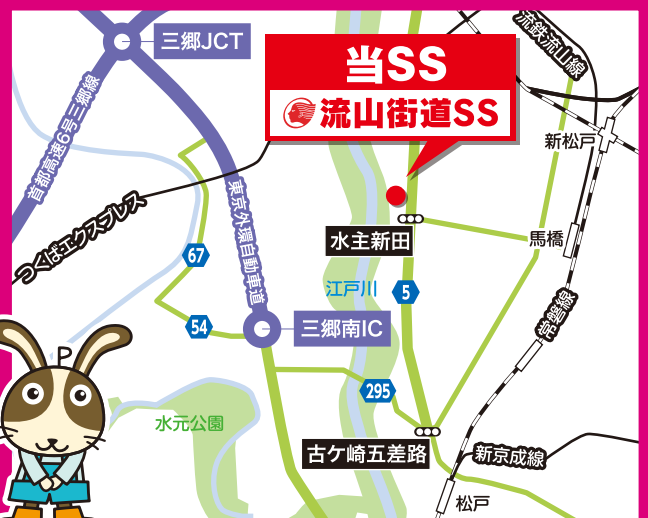 三郷JCT
流鉄流山線
当SS
流山街道SS
首都高速6号三郷線
新松戸
つくばエクスプレス
東京外環自動車道
水主新田
馬橋
67
江戸川
5
54
三郷南IC
常磐線
P
295
水元公園
古ケ崎五差路
新京成線
松戸